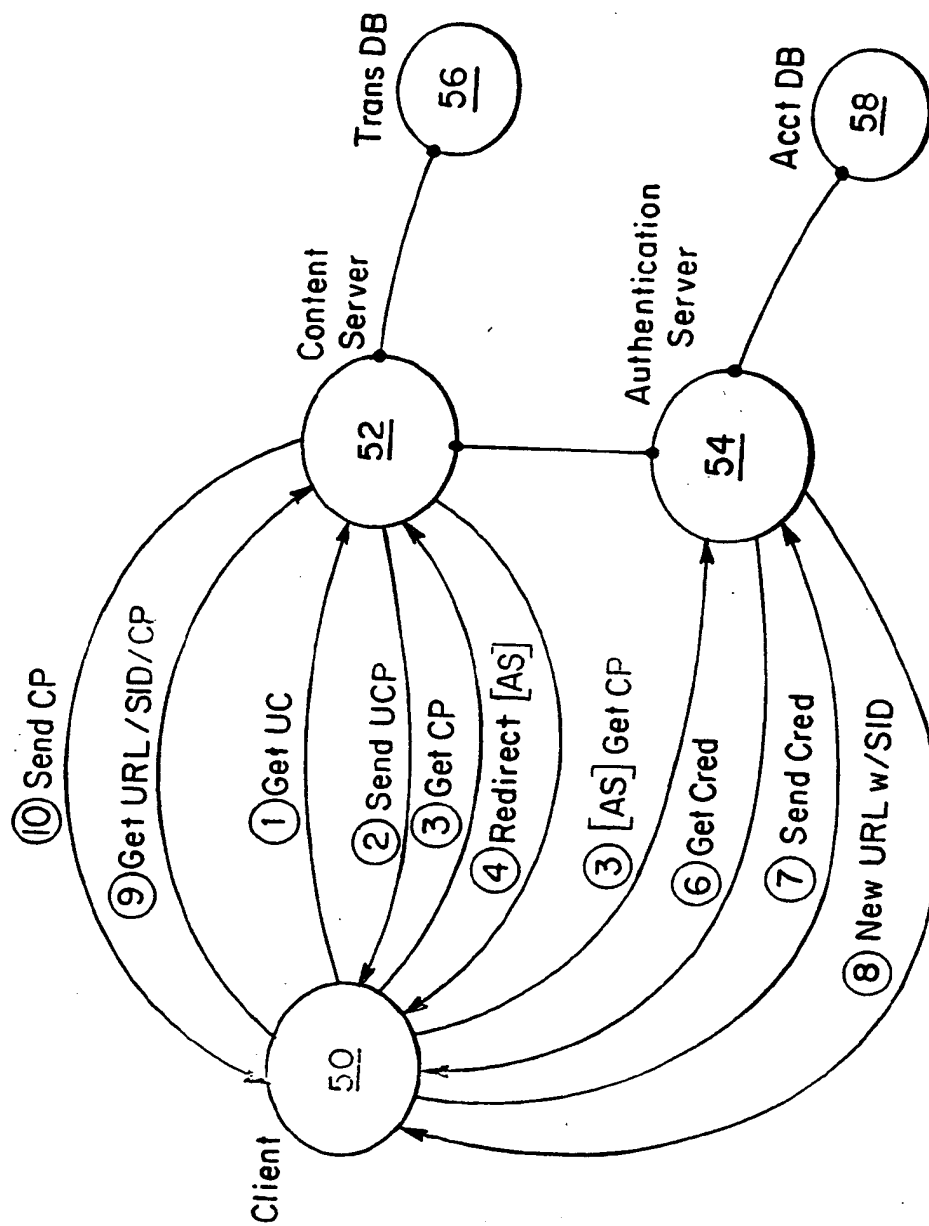 Client
50
⑩ Send CP
⑨ Get URL/SID/CP
① Get UC
② Send UCP
③ Get CP
④ Redirect [AS]
③ [AS] Get CP
⑥ Get Cred
⑦ Send Cred
⑧ New URL w/SID
Content
Server
52
Authentication
Server
54
Trans DB
56
Acct DB
58